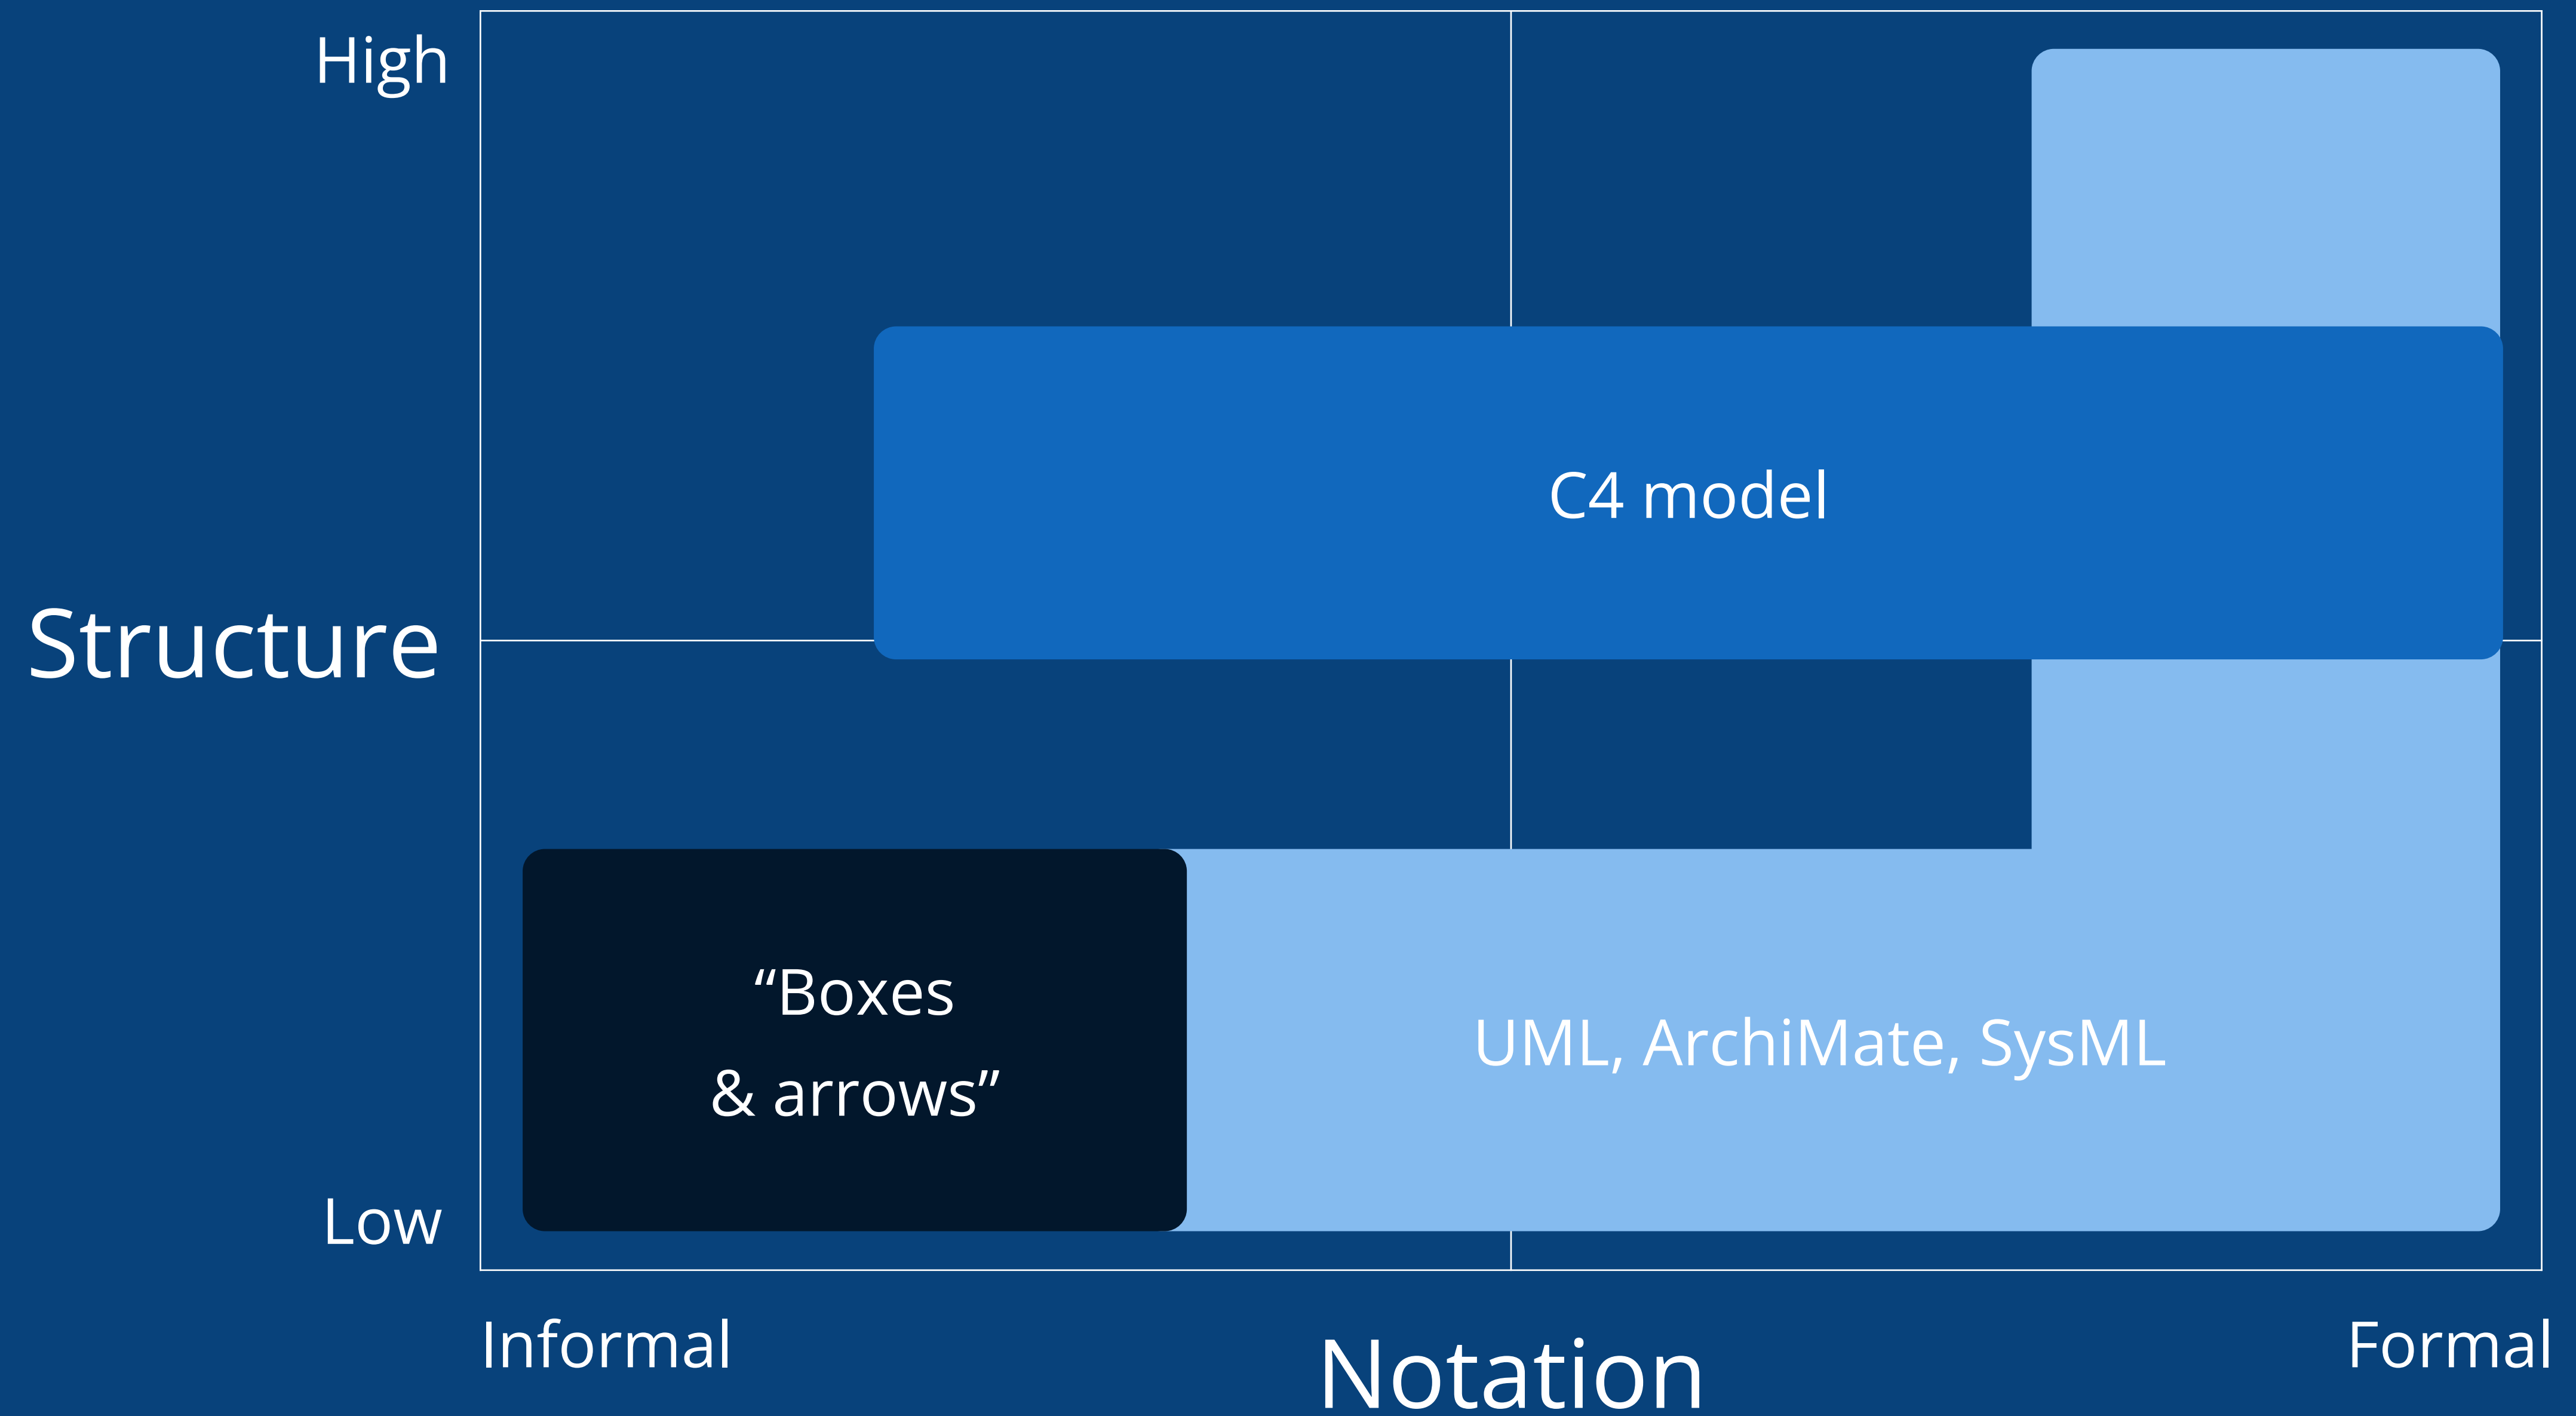 High
C4 model
Structure
“Boxes
& arrows”
UML, ArchiMate, SysML
Low
Informal
Notation
Formal